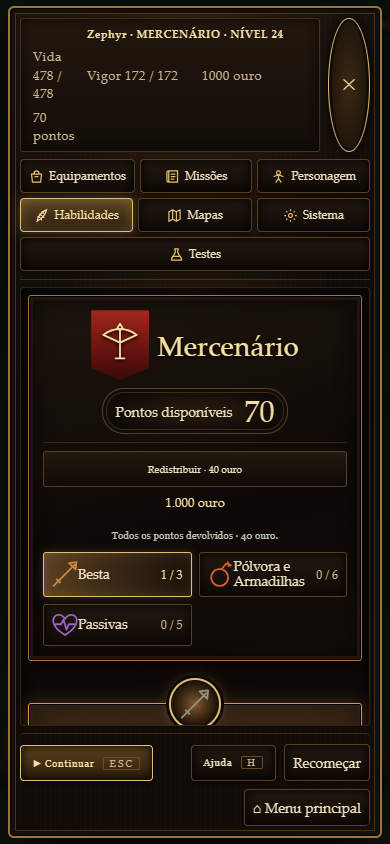 Zephyr · MERCENÁRIO · NÍVEL 24
Vida
478 /
478
Vigor 172 / 172
1000 ouro
70
pontos
×
Equipamentos
Missões
Personagem
Habilidades
Mapas
Sistema
Testes
Mercenário
Pontos disponíveis 70
Redistribuir · 40 ouro
1.000 ouro
Todos os pontos devolvidos · 40 ouro.
Besta 1 / 3
Pólvora e
Armadilhas 0 / 6
Passivas 0 / 5
▶ Continuar ESC
Ajuda H
Recomeçar
⌂ Menu principal